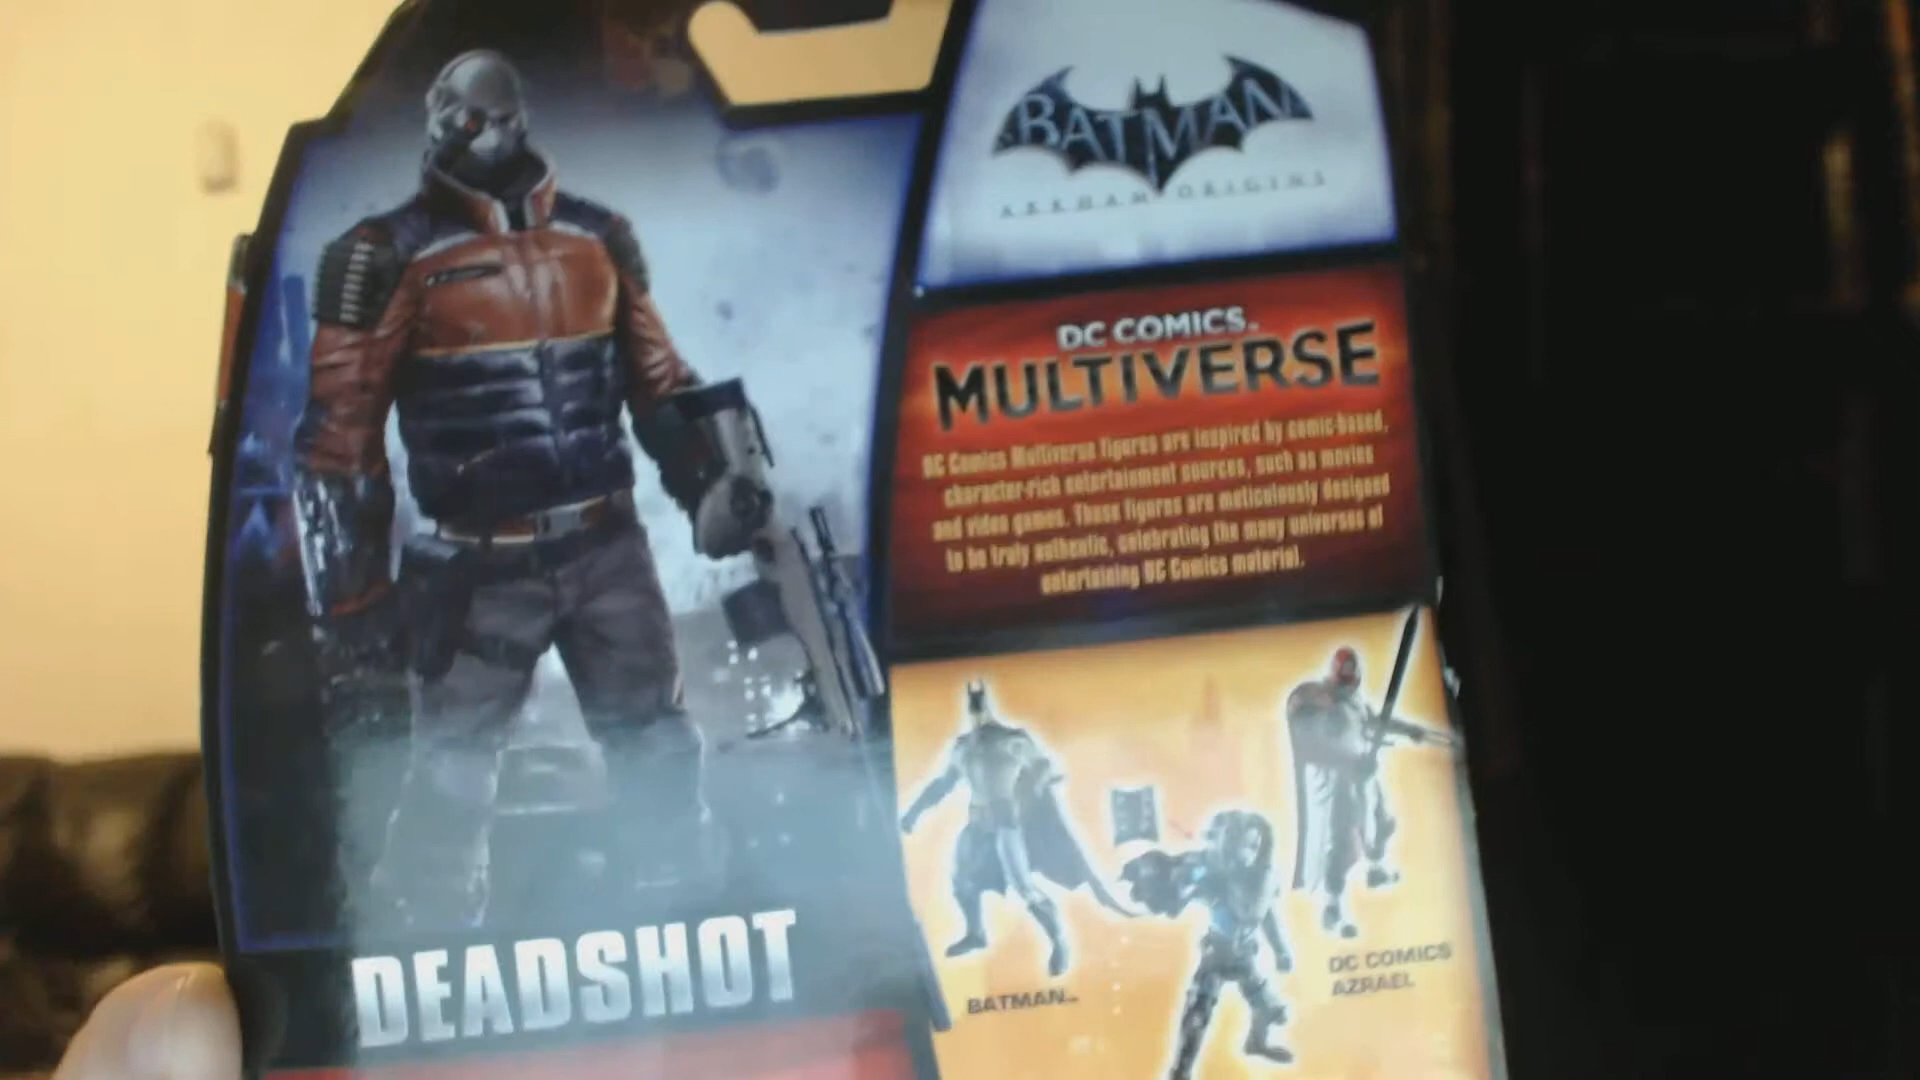 BATMAN
ARKHAM ORIGINS
DC COMICS™
MULTIVERSE
DC Comics Multiverse figures are inspired by comic-based,
character-rich entertainment sources, such as movies
and video games. These figures are meticulously designed
to be truly authentic, celebrating the many universes of
entertaining DC Comics material.
DEADSHOT
BATMAN™
DC COMICS
AZRAEL